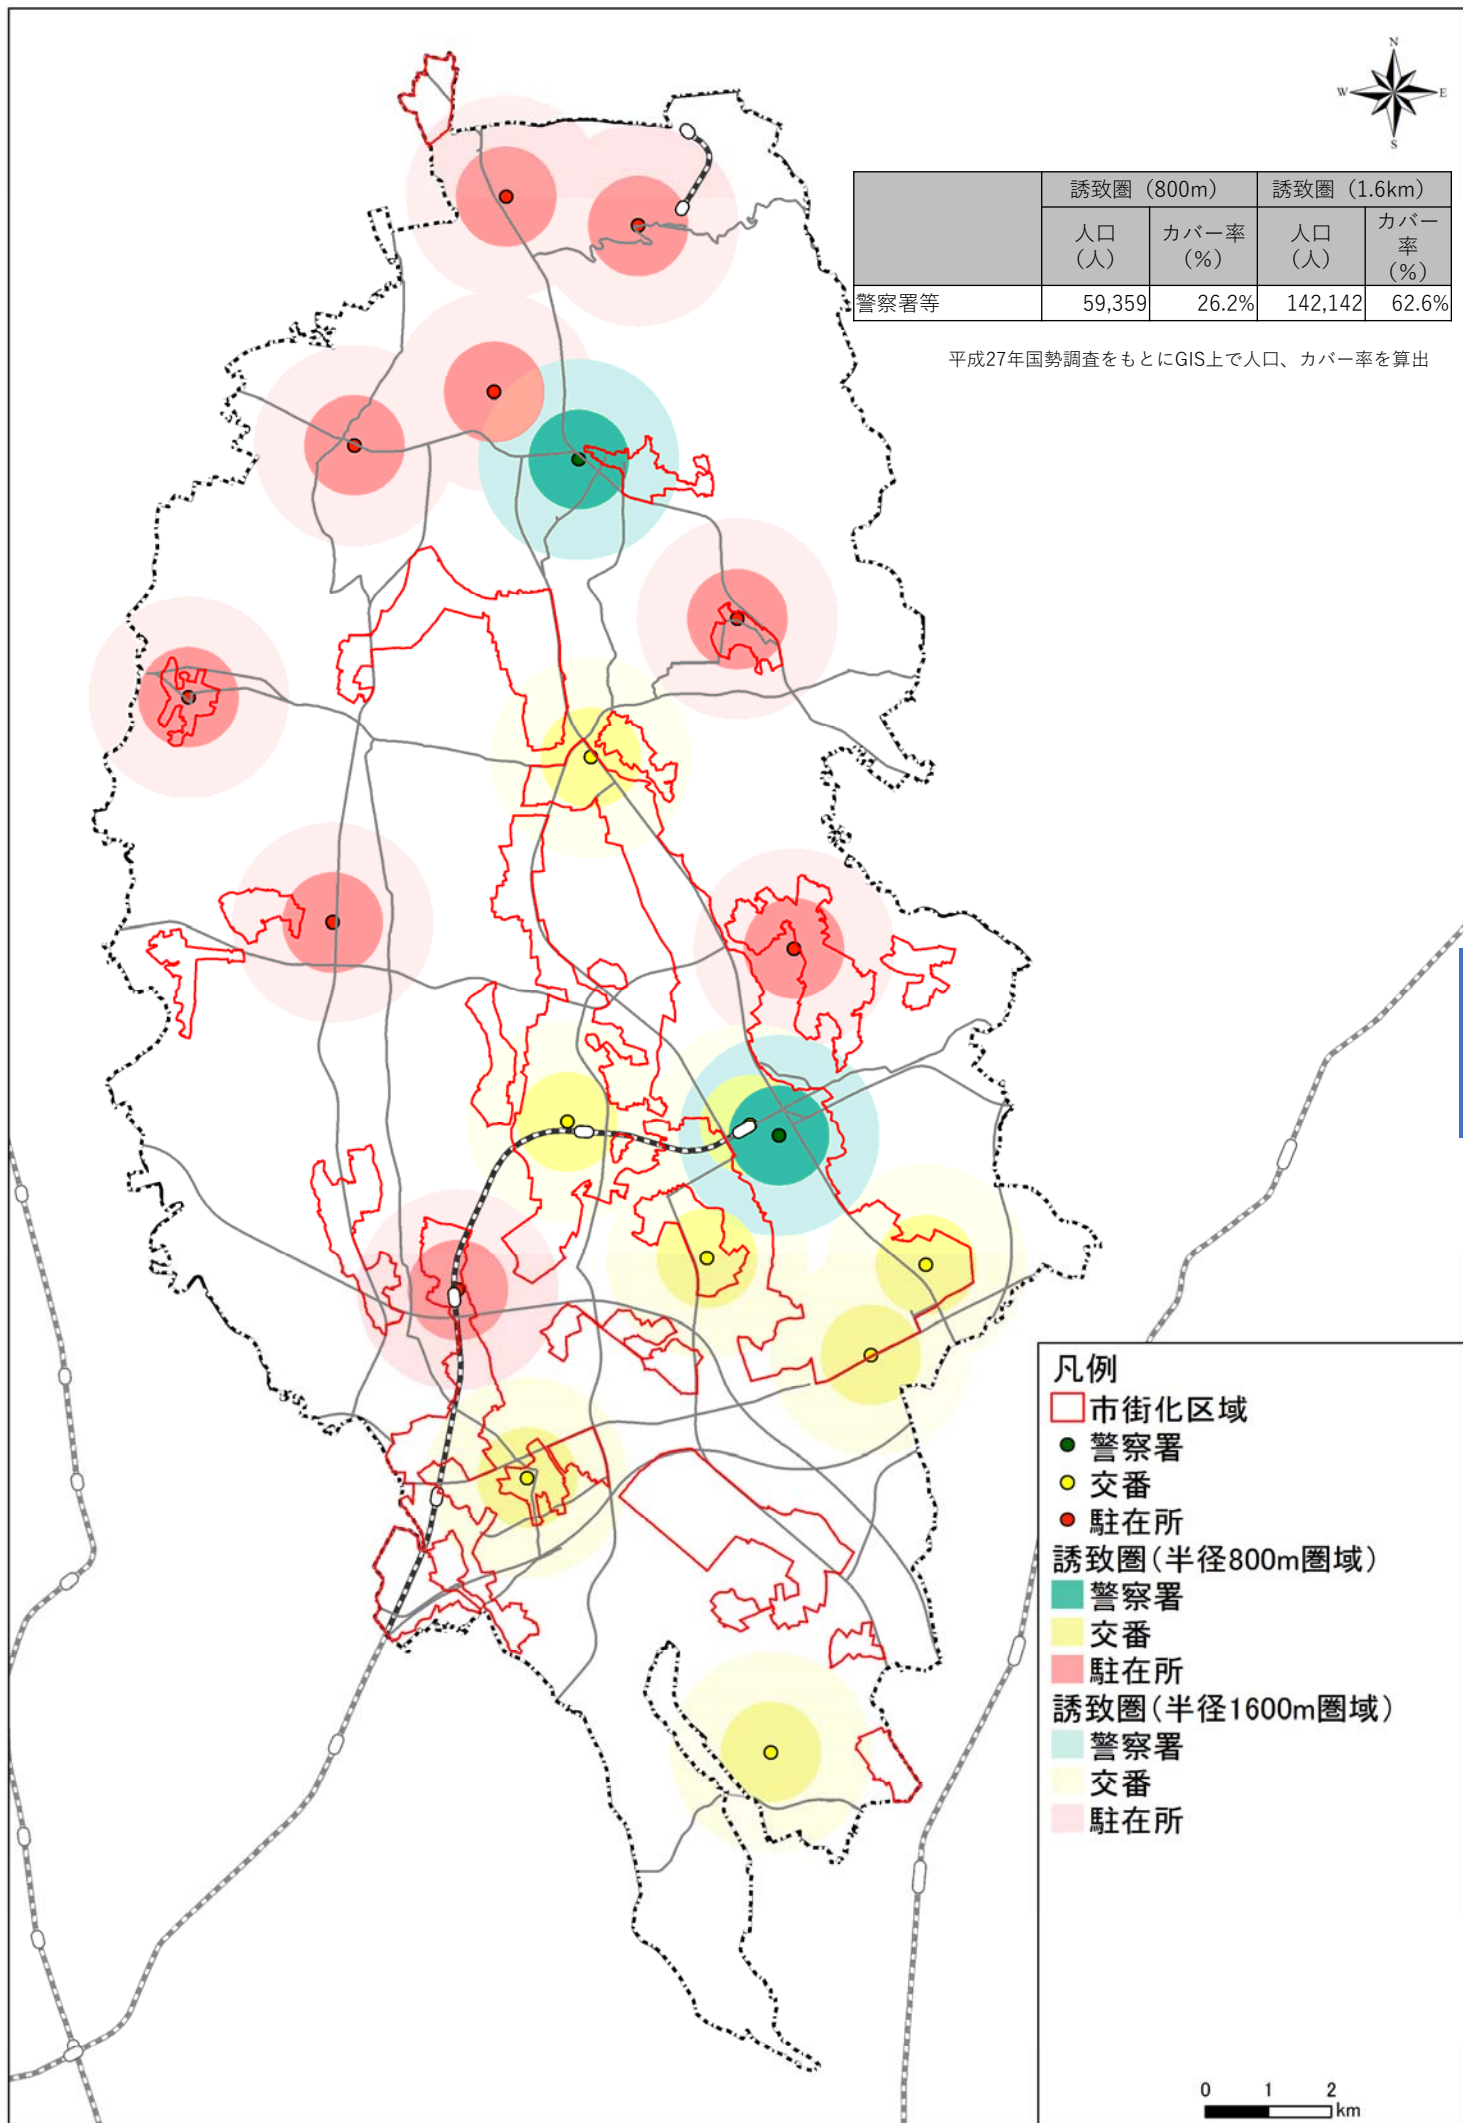 N
W E
S
誘致圏（800m） 誘致圏（1.6km）
人口（人） カバー率（%） 人口（人） カバー率（%）
警察署等 59,359 26.2% 142,142 62.6%
平成27年国勢調査をもとにGIS上で人口、カバー率を算出
凡例
市街化区域
警察署
交番
駐在所
誘致圏(半径800m圏域)
警察署
交番
駐在所
誘致圏(半径1600m圏域)
警察署
交番
駐在所
0 1 2
km